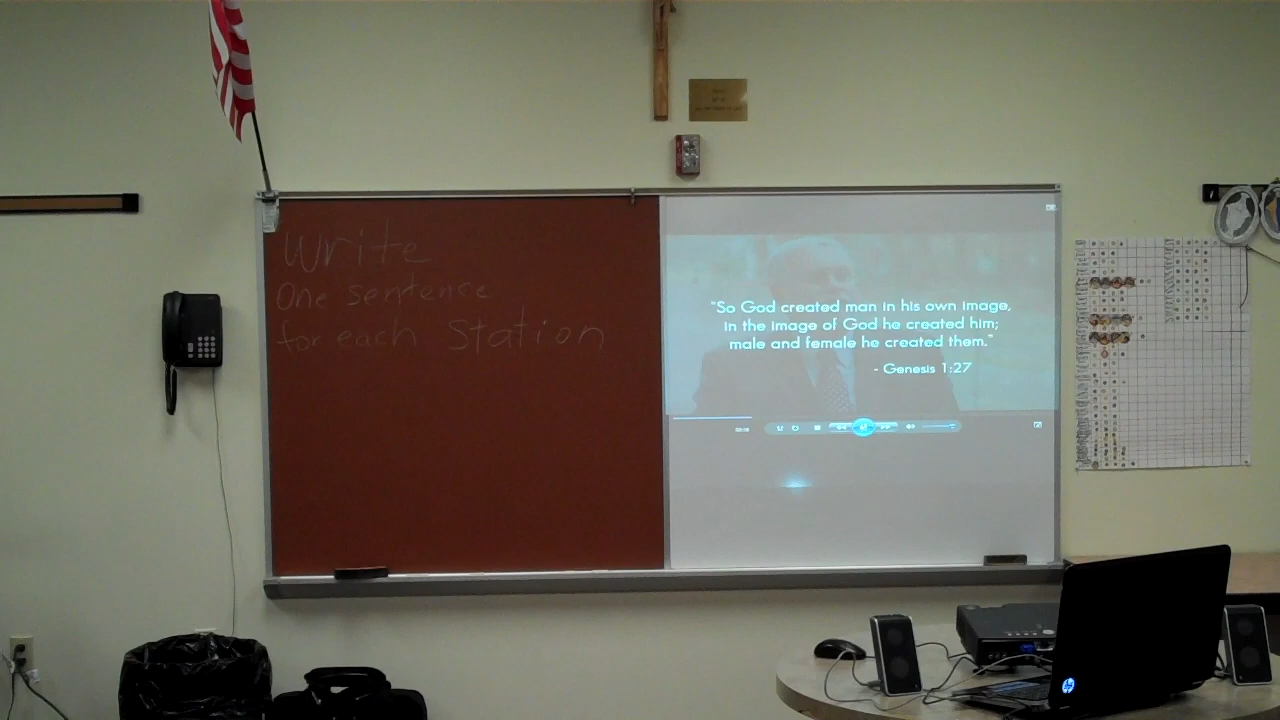 Write
One sentence
for each Station
"So God created man in his own image,
in the image of God he created him;
male and female he created them."
- Genesis 1:27
hp